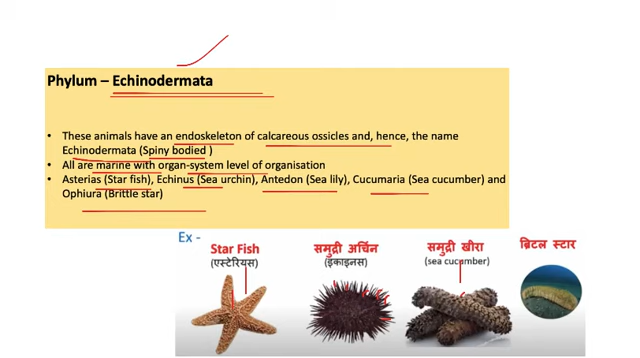 Phylum – Echinodermata
• These animals have an endoskeleton of calcareous ossicles and, hence, the name
Echinodermata (Spiny bodied )
• All are marine with organ-system level of organisation
• Asterias (Star fish), Echinus (Sea urchin), Antedon (Sea lily), Cucumaria (Sea cucumber) and
Ophiura (Brittle star)
Ex -
Star Fish
(एस्टेरियस)
समुद्री अर्चिन
(इंकाइनस)
समुद्री खीरा
(sea cucumber)
ब्रिटल स्टार